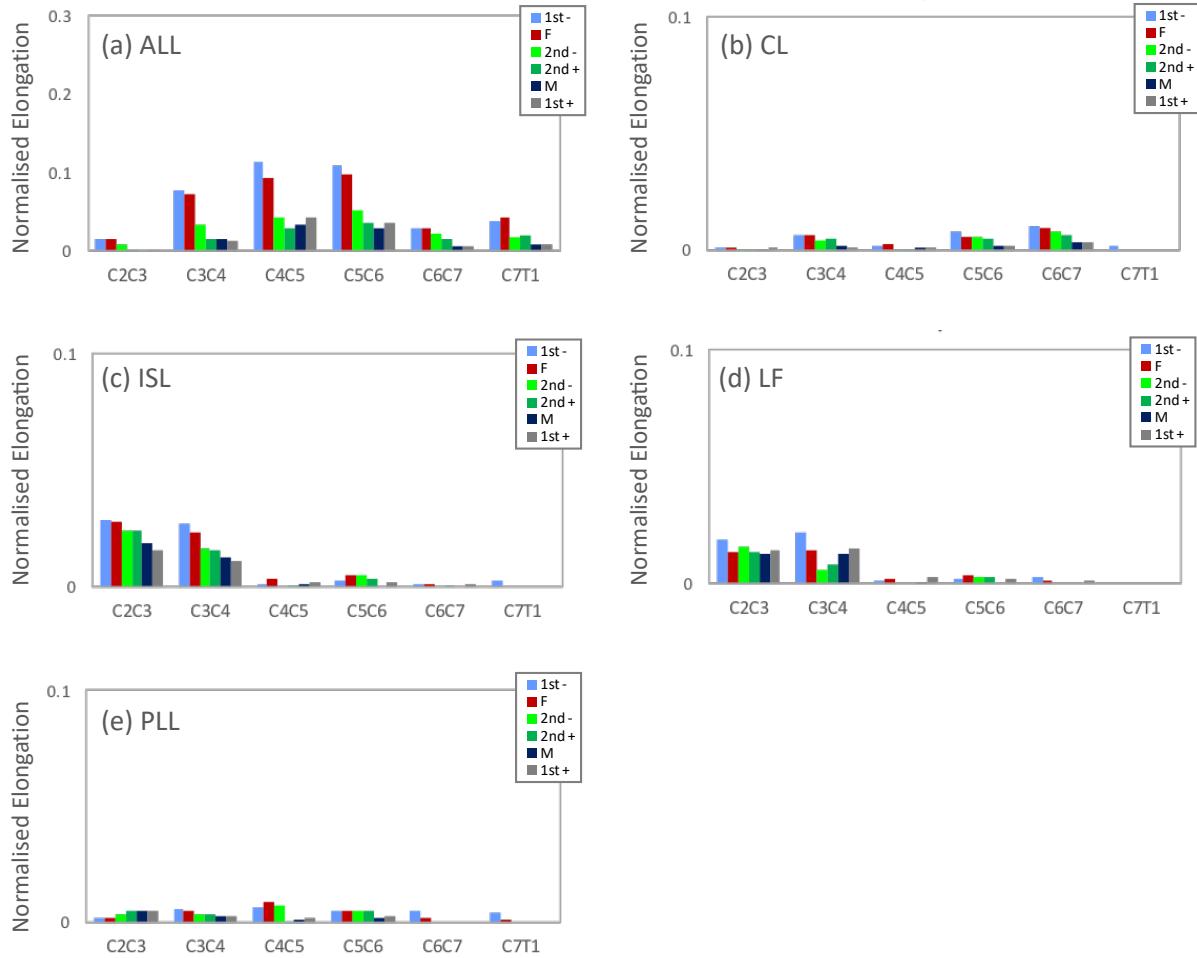 (a) ALL
Normalised Elongation
0.3
0.2
0.1
0
C2C3 C3C4 C4C5 C5C6 C6C7 C7T1
1st -
F
2nd -
2nd +
M
1st +
(b) CL
Normalised Elongation
0.1
0
C2C3 C3C4 C4C5 C5C6 C6C7 C7T1
1st -
F
2nd -
2nd +
M
1st +
(c) ISL
Normalised Elongation
0.1
0
C2C3 C3C4 C4C5 C5C6 C6C7 C7T1
1st -
F
2nd -
2nd +
M
1st +
(d) LF
Normalised Elongation
0.1
0
C2C3 C3C4 C4C5 C5C6 C6C7 C7T1
1st -
F
2nd -
2nd +
M
1st +
(e) PLL
Normalised Elongation
0.1
0
C2C3 C3C4 C4C5 C5C6 C6C7 C7T1
1st -
F
2nd -
2nd +
M
1st +